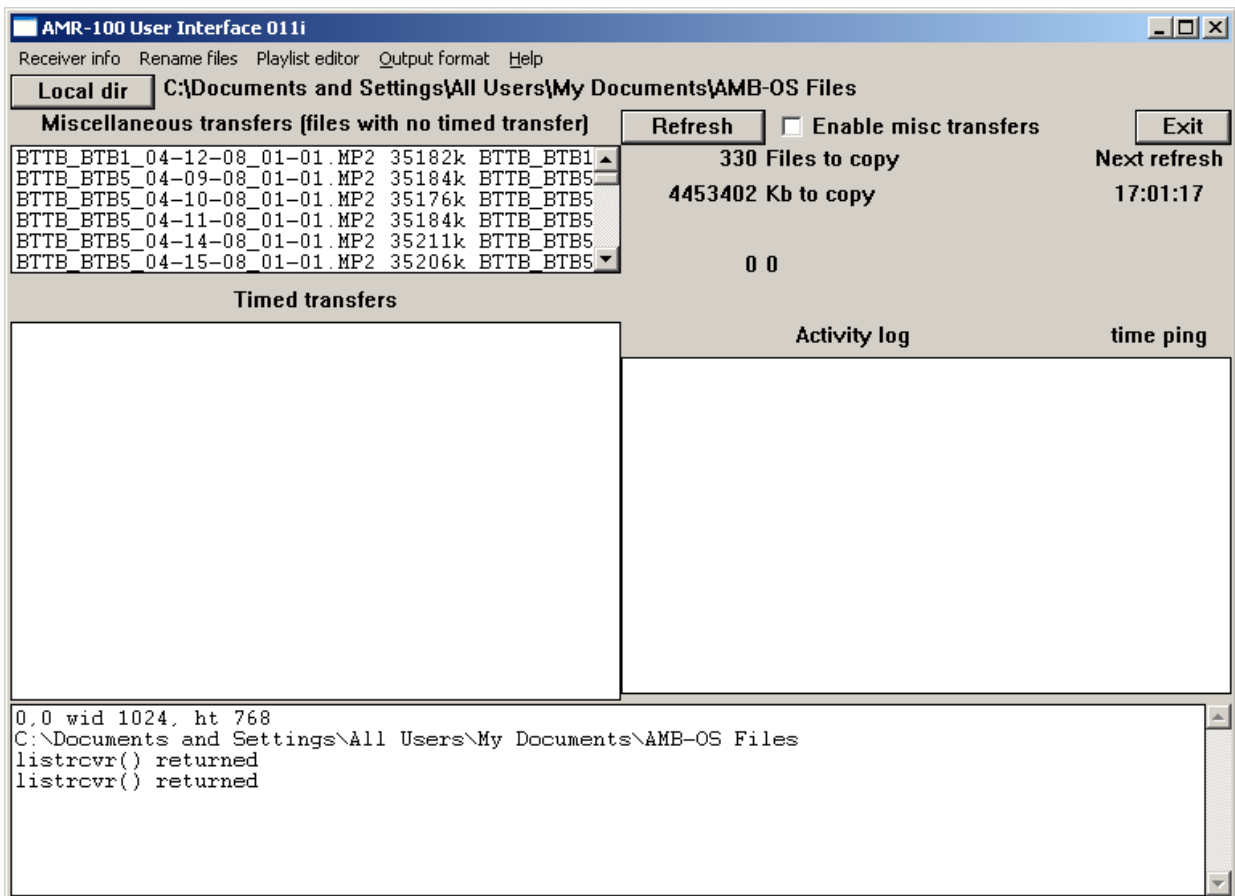 AMR-100 User Interface 011i
Receiver info Rename files Playlist editor Output format Help
Local dir C:\Documents and Settings\All Users\My Documents\AMB-OS Files
Miscellaneous transfers (files with no timed transfer)
Refresh Enable misc transfers Exit
BTTB_BTB1_04-12-08_01-01.MP2 35182k BTTB_BTB1
BTTB_BTB5_04-09-08_01-01.MP2 35184k BTTB_BTB5
BTTB_BTB5_04-10-08_01-01.MP2 35176k BTTB_BTB5
BTTB_BTB5_04-11-08_01-01.MP2 35184k BTTB_BTB5
BTTB_BTB5_04-14-08_01-01.MP2 35211k BTTB_BTB5
BTTB_BTB5_04-15-08_01-01.MP2 35206k BTTB_BTB5
330 Files to copy Next refresh
4453402 Kb to copy 17:01:17
0 0
Timed transfers
Activity log time ping
0,0 wid 1024, ht 768
C:\Documents and Settings\All Users\My Documents\AMB-OS Files
listrcvr() returned
listrcvr() returned